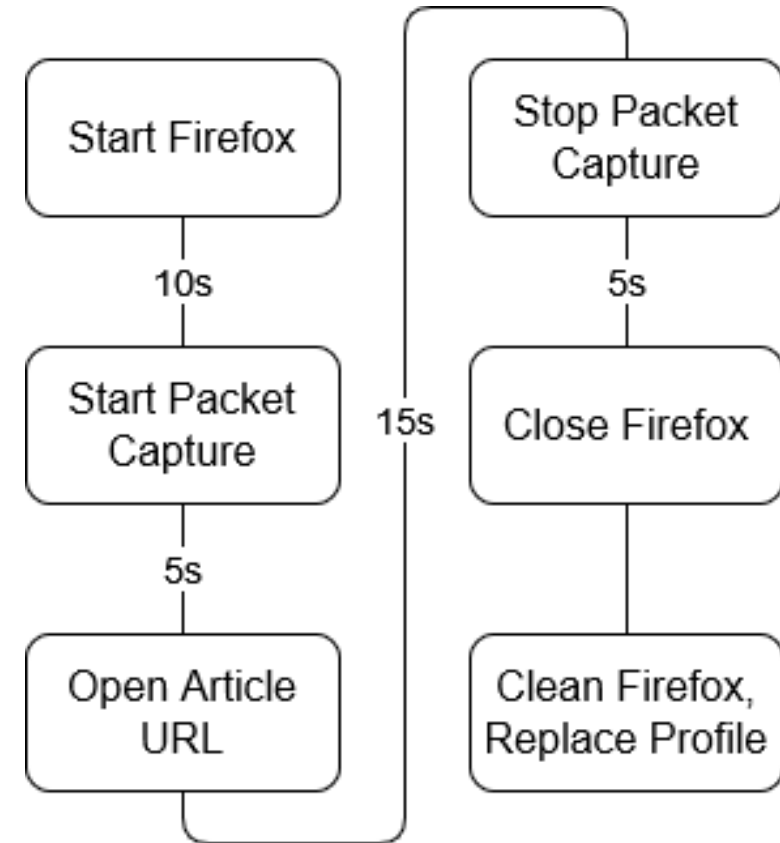 Start Firefox
10s
Start Packet
Capture
5s
Open Article
URL
15s
Stop Packet
Capture
5s
Close Firefox
Clean Firefox,
Replace Profile